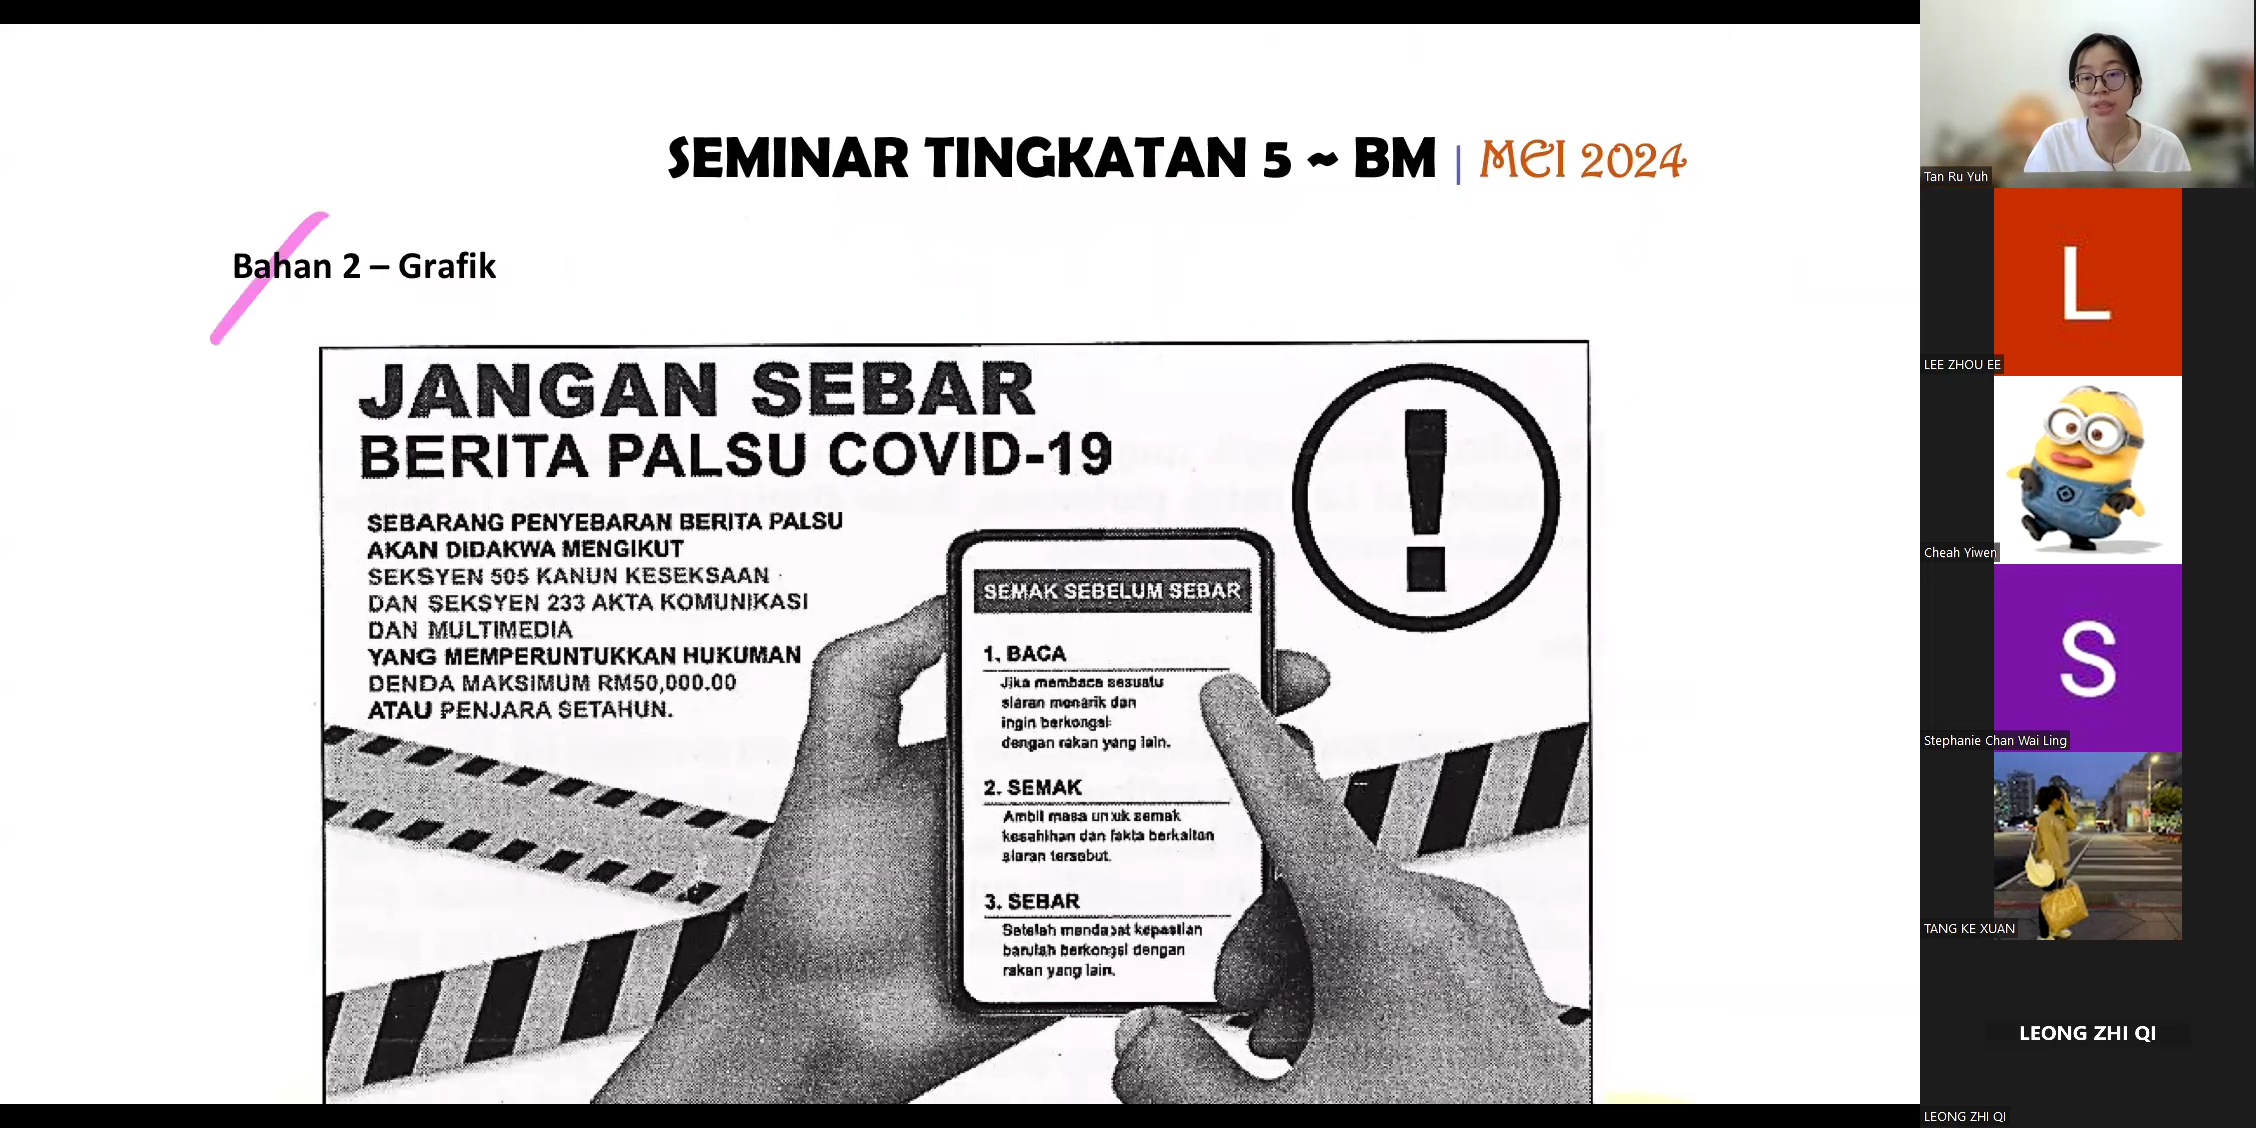 SEMINAR TINGKATAN 5 ~ BM | MEI 2024
Bahan 2 – Grafik
JANGAN SEBAR
BERITA PALSU COVID-19
SEBARANG PENYEBARAN BERITA PALSU
AKAN DIDAKWA MENGIKUT
SEKSYEN 505 KANUN KESEKSAAN
DAN SEKSYEN 233 AKTA KOMUNIKASI
DAN MULTIMEDIA
YANG MEMPERUNTUKKAN HUKUMAN
DENDA MAKSIMUM RM50,000.00
ATAU PENJARA SETAHUN.
!
SEMAK SEBELUM SEBAR
1. BACA
Jika membaca sesuatu
siaran menarik dan
ingin berkongsi
dengan rakan yang lain.
2. SEMAK
Ambil masa untuk semak
kesahihan dan fakta berkaitan
siaran tersebut.
3. SEBAR
Setelah mendapat kepastian
barulah berkongsi dengan
rakan yang lain.
Tan Ru Yuh
L
LEE ZHOU EE
Cheah Yiwen
S
Stephanie Chan Wai Ling
TANG KE XUAN
LEONG ZHI QI
LEONG ZHI QI